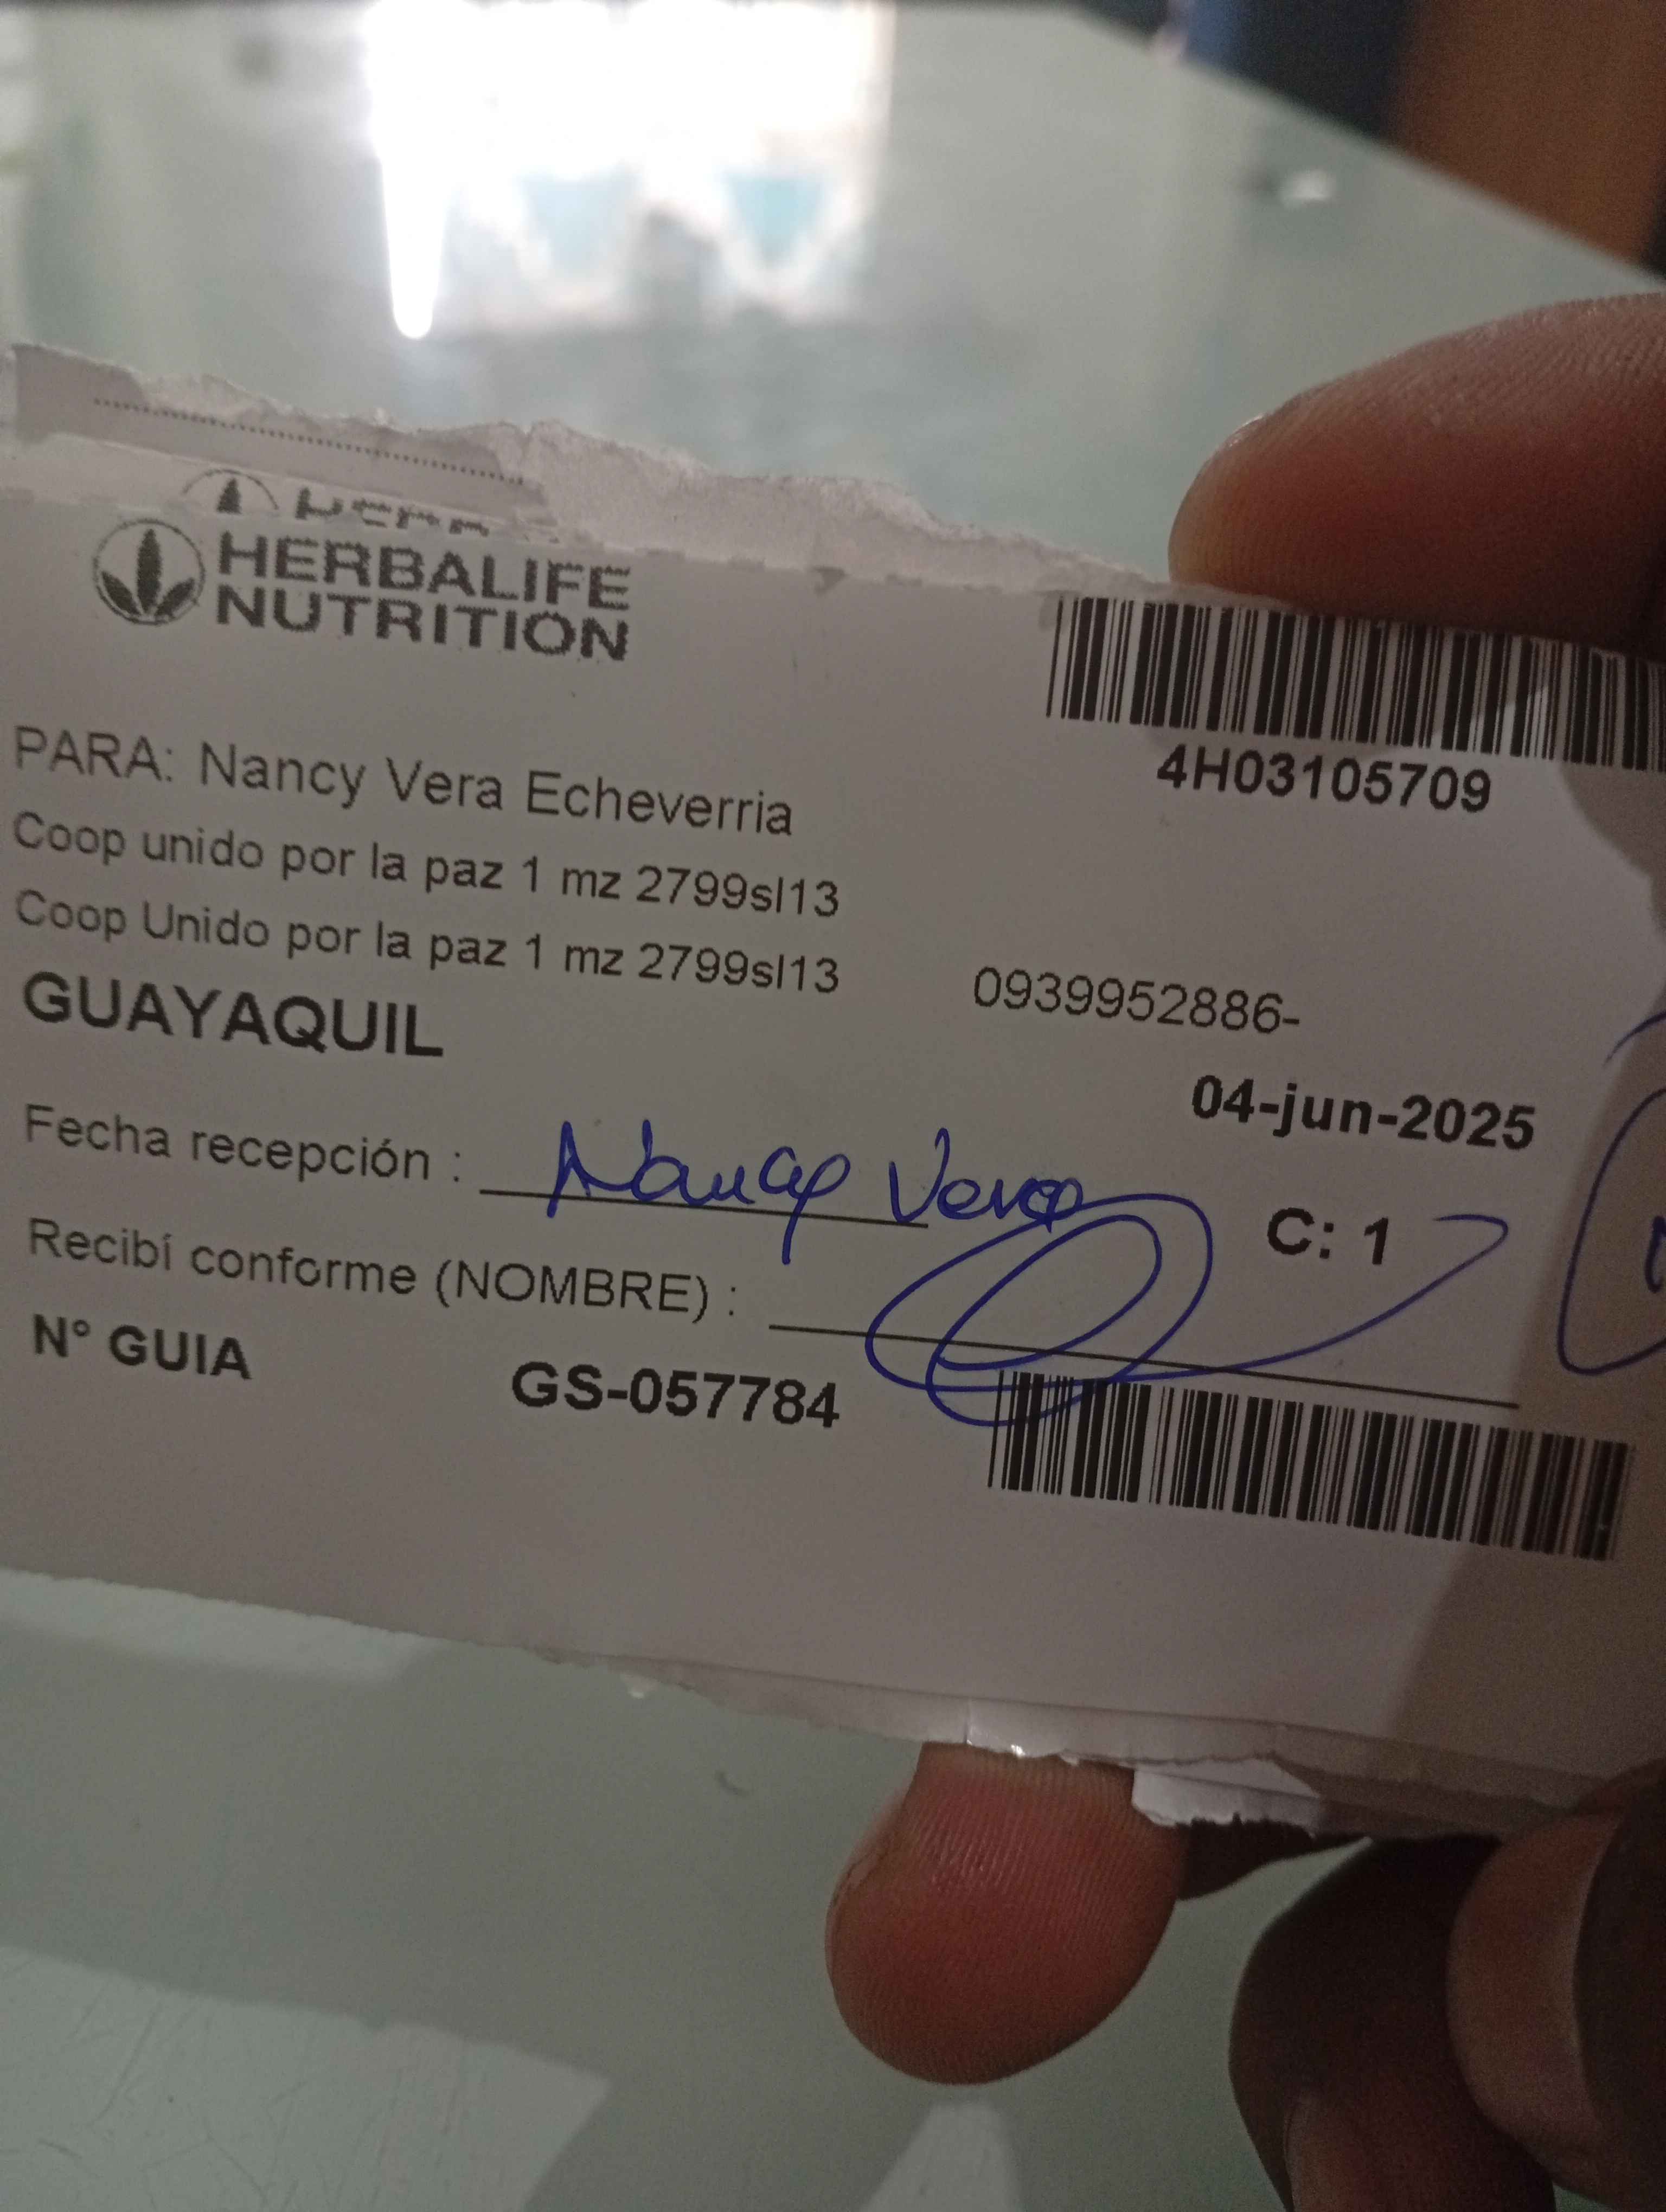 HERBALIFE
NUTRITION
4H03105709
PARA: Nancy Vera Echeverria
Coop unido por la paz 1 mz 2799sl13
Coop Unido por la paz 1 mz 2799sl13
0939952886-
GUAYAQUIL
04-jun-2025
Fecha recepción : Nancy Vera
C: 1
Recibí conforme (NOMBRE) :
N° GUIA GS-057784